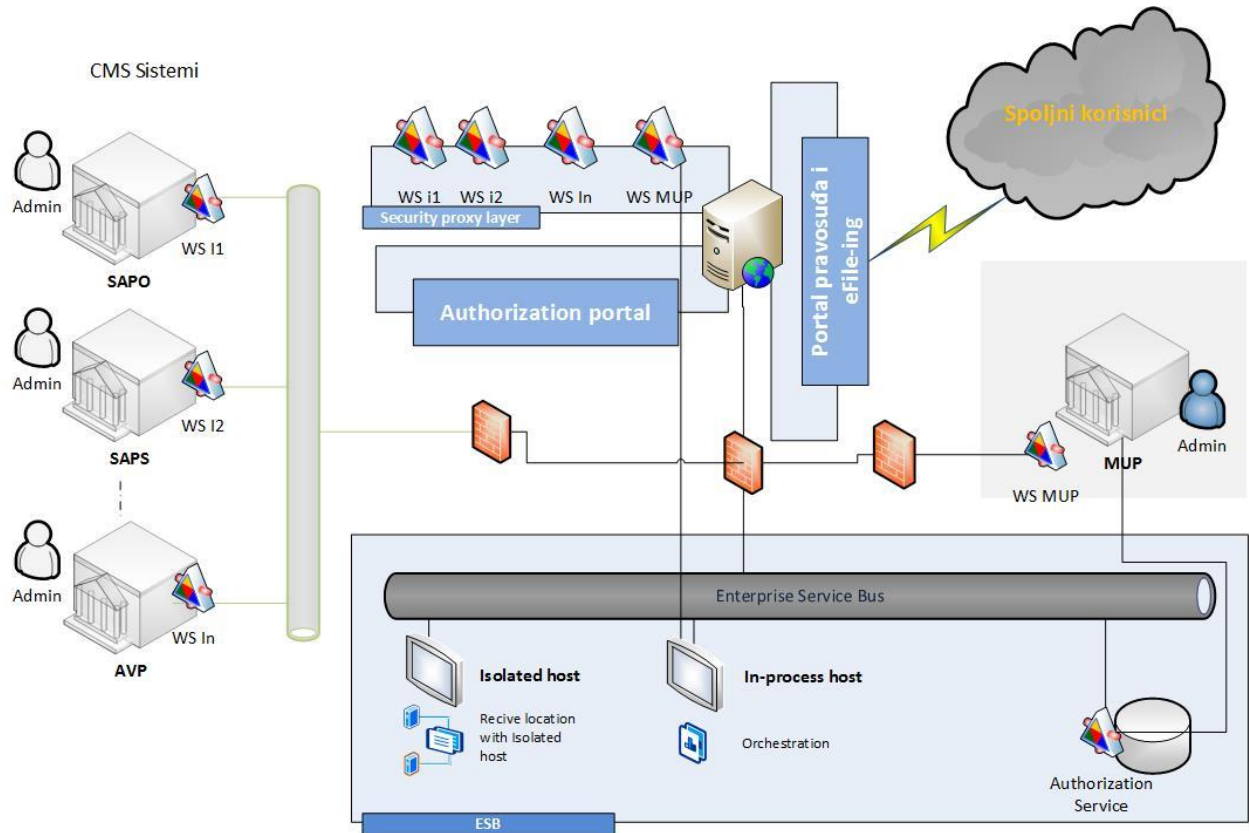 CMS Sistemi
Admin
WS I1
SAPO
Admin
WS I2
SAPS
Admin
WS In
AVP
WS i1
WS i2
WS In
WS MUP
Security proxy layer
Authorization portal
Portal pravosuđa i
eFile-ing
Spoljni korisnici
Admin
MUP
WS MUP
Enterprise Service Bus
Isolated host
Recive location
with Isolated
host
In-process host
Orchestration
Authorization
Service
ESB